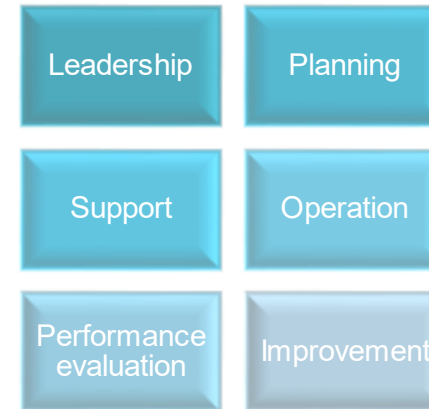 Leadership
Planning
Support
Operation
Performance
evaluation
Improvement